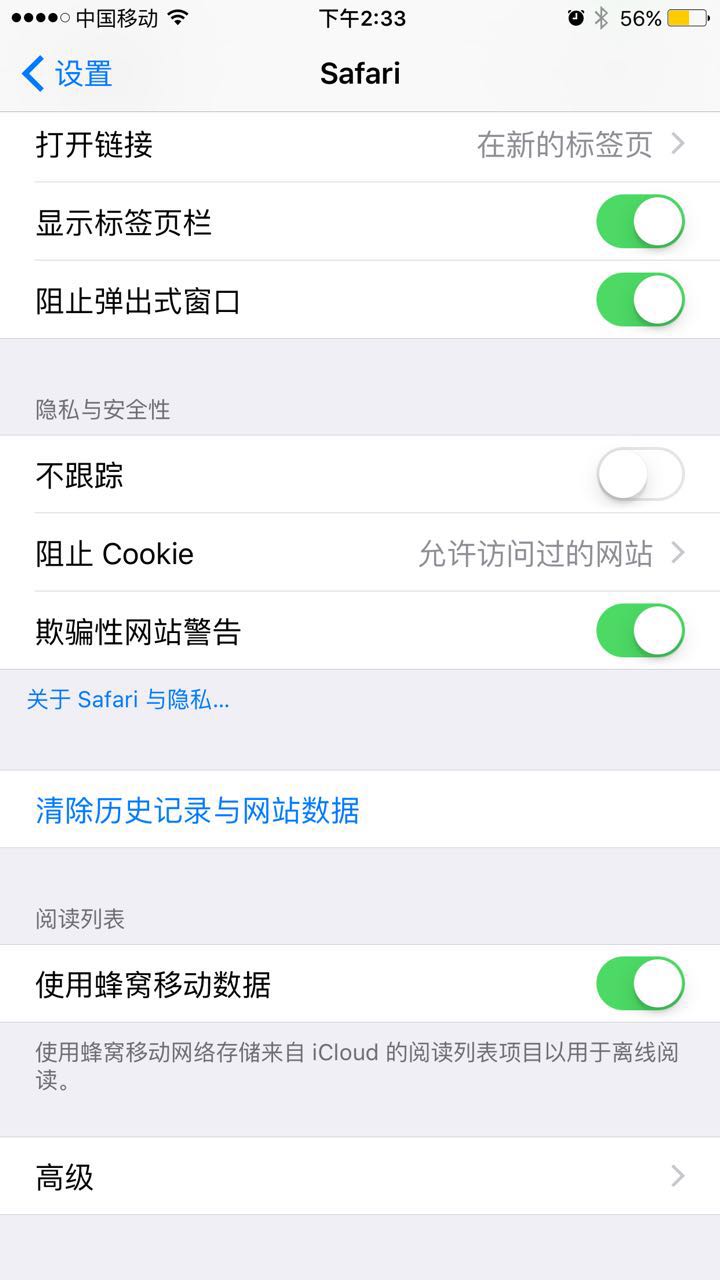 中国移动 下午2:33 56%
设置 Safari
打开链接 在新的标签页
显示标签页栏
阻止弹出式窗口
隐私与安全性
不跟踪
阻止 Cookie 允许访问过的网站
欺骗性网站警告
关于 Safari 与隐私...
清除历史记录与网站数据
阅读列表
使用蜂窝移动数据
使用蜂窝移动网络存储来自 iCloud 的阅读列表项目以用于离线阅
读。
高级